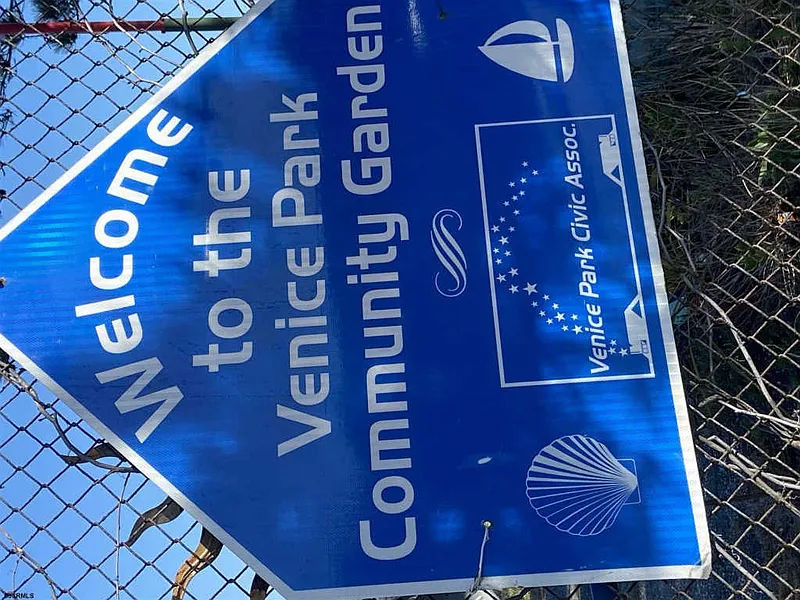 Welcome
to the
Venice Park
Community Garden
Venice Park Civic Assoc.